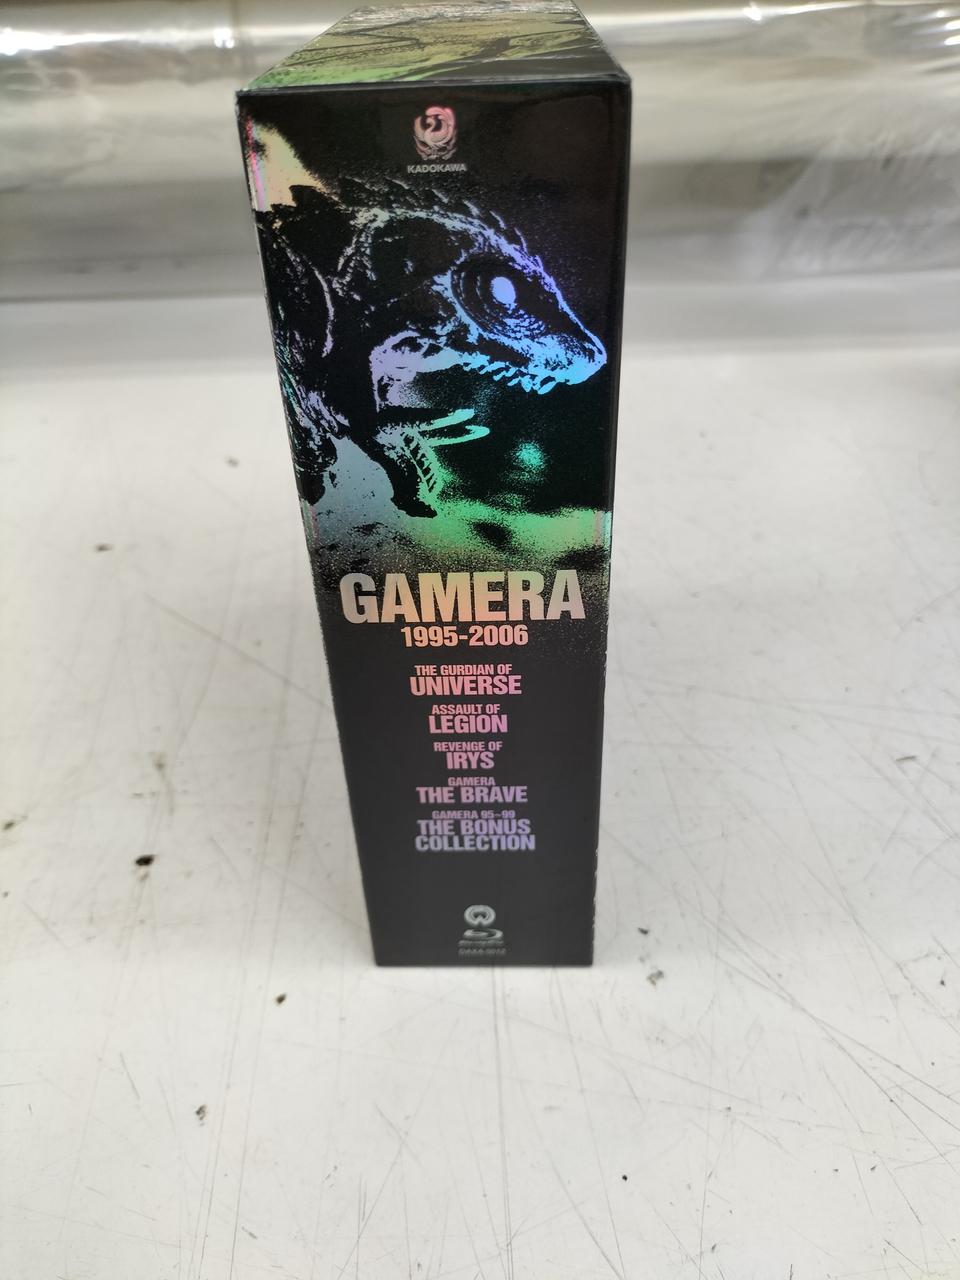 KADOKAWA
GAMERA
1995-2006
THE GURDIAN OF
UNIVERSE
ASSAULT OF
LEGION
REVENGE OF
IRYS
GAMERA
THE BRAVE
GAMERA 95~99
THE BONUS
COLLECTION